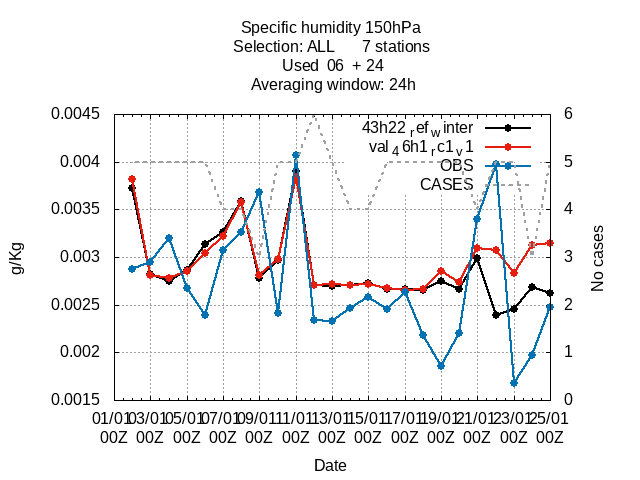 Specific humidity 150hPa
Selection: ALL 7 stations
Used 06 + 24
Averaging window: 24h
0.0045 6
43h22refwinter
val46h1rc1v1
0.004 OBS 5
CASES
0.0035 4
g/Kg 0.003 3 No cases
0.0025 2
0.002 1
0.0015 0
01/01 03/01 05/01 07/01 09/01 11/01 13/01 15/01 17/01 19/01 21/01 23/01 25/01
00Z 00Z 00Z 00Z 00Z 00Z 00Z 00Z 00Z 00Z 00Z 00Z 00Z
Date